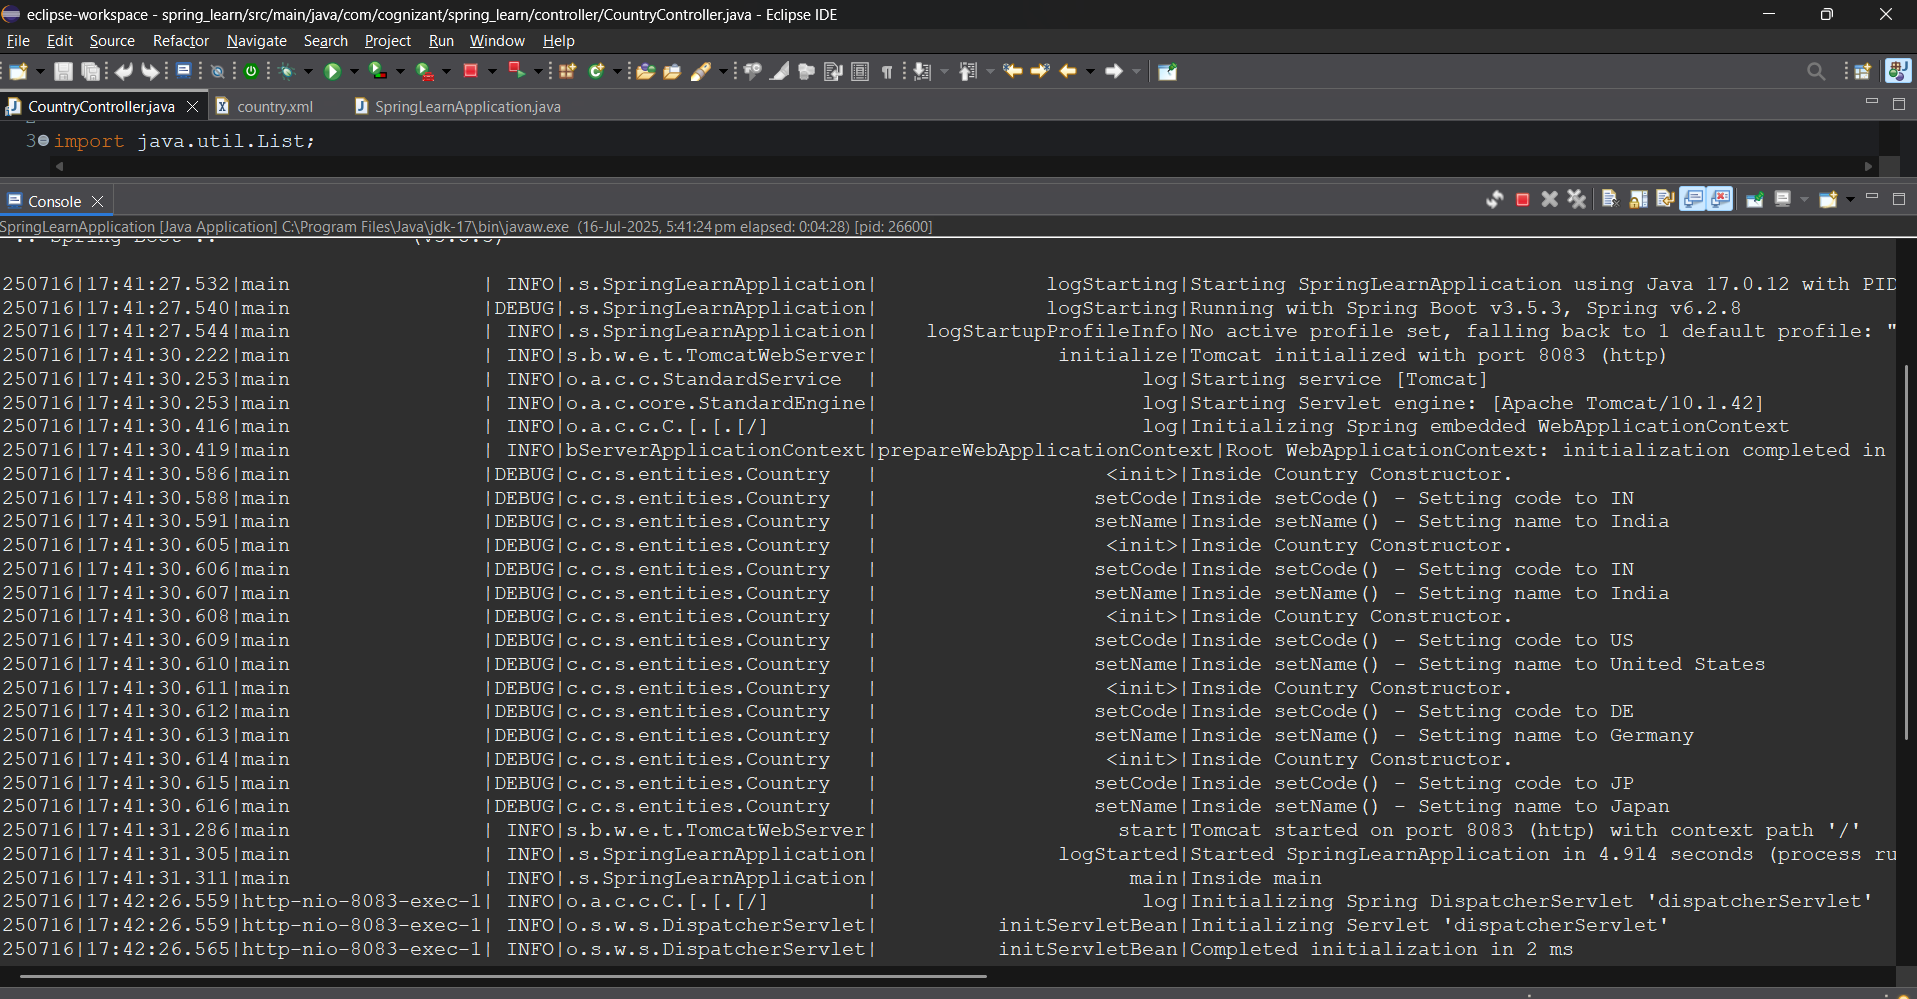 eclipse-workspace - spring_learn/src/main/java/com/cognizant/spring_learn/controller/CountryController.java - Eclipse IDE
File Edit Source Refactor Navigate Search Project Run Window Help
CountryController.java country.xml SpringLearnApplication.java
3 import java.util.List;
Console
SpringLearnApplication [Java Application] C:\Program Files\Java\jdk-17\bin\javaw.exe (16-Jul-2025, 5:41:24 pm elapsed: 0:04:28) [pid: 26600]
:: Spring Boot :: (v3.5.3)
250716|17:41:27.532|main | INFO|.s.SpringLearnApplication| logStarting|Starting SpringLearnApplication using Java 17.0.12 with PID
250716|17:41:27.540|main |DEBUG|.s.SpringLearnApplication| logStarting|Running with Spring Boot v3.5.3, Spring v6.2.8
250716|17:41:27.544|main | INFO|.s.SpringLearnApplication| logStartupProfileInfo|No active profile set, falling back to 1 default profile: "
250716|17:41:30.222|main | INFO|s.b.w.e.t.TomcatWebServer| initialize|Tomcat initialized with port 8083 (http)
250716|17:41:30.253|main | INFO|o.a.c.c.StandardService | log|Starting service [Tomcat]
250716|17:41:30.253|main | INFO|o.a.c.core.StandardEngine| log|Starting Servlet engine: [Apache Tomcat/10.1.42]
250716|17:41:30.416|main | INFO|o.a.c.c.C.[.[.[/] | log|Initializing Spring embedded WebApplicationContext
250716|17:41:30.419|main | INFO|bServerApplicationContext|prepareWebApplicationContext|Root WebApplicationContext: initialization completed in
250716|17:41:30.586|main |DEBUG|c.c.s.entities.Country | <init>|Inside Country Constructor.
250716|17:41:30.588|main |DEBUG|c.c.s.entities.Country | setCode|Inside setCode() - Setting code to IN
250716|17:41:30.591|main |DEBUG|c.c.s.entities.Country | setName|Inside setName() - Setting name to India
250716|17:41:30.605|main |DEBUG|c.c.s.entities.Country | <init>|Inside Country Constructor.
250716|17:41:30.606|main |DEBUG|c.c.s.entities.Country | setCode|Inside setCode() - Setting code to IN
250716|17:41:30.607|main |DEBUG|c.c.s.entities.Country | setName|Inside setName() - Setting name to India
250716|17:41:30.608|main |DEBUG|c.c.s.entities.Country | <init>|Inside Country Constructor.
250716|17:41:30.609|main |DEBUG|c.c.s.entities.Country | setCode|Inside setCode() - Setting code to US
250716|17:41:30.610|main |DEBUG|c.c.s.entities.Country | setName|Inside setName() - Setting name to United States
250716|17:41:30.611|main |DEBUG|c.c.s.entities.Country | <init>|Inside Country Constructor.
250716|17:41:30.612|main |DEBUG|c.c.s.entities.Country | setCode|Inside setCode() - Setting code to DE
250716|17:41:30.613|main |DEBUG|c.c.s.entities.Country | setName|Inside setName() - Setting name to Germany
250716|17:41:30.614|main |DEBUG|c.c.s.entities.Country | <init>|Inside Country Constructor.
250716|17:41:30.615|main |DEBUG|c.c.s.entities.Country | setCode|Inside setCode() - Setting code to JP
250716|17:41:30.616|main |DEBUG|c.c.s.entities.Country | setName|Inside setName() - Setting name to Japan
250716|17:41:31.286|main | INFO|s.b.w.e.t.TomcatWebServer| start|Tomcat started on port 8083 (http) with context path '/'
250716|17:41:31.305|main | INFO|.s.SpringLearnApplication| logStarted|Started SpringLearnApplication in 4.914 seconds (process ru
250716|17:41:31.311|main | INFO|.s.SpringLearnApplication| main|Inside main
250716|17:42:26.559|http-nio-8083-exec-1| INFO|o.a.c.c.C.[.[.[/] | log|Initializing Spring DispatcherServlet 'dispatcherServlet'
250716|17:42:26.559|http-nio-8083-exec-1| INFO|o.s.w.s.DispatcherServlet| initServletBean|Initializing Servlet 'dispatcherServlet'
250716|17:42:26.565|http-nio-8083-exec-1| INFO|o.s.w.s.DispatcherServlet| initServletBean|Completed initialization in 2 ms